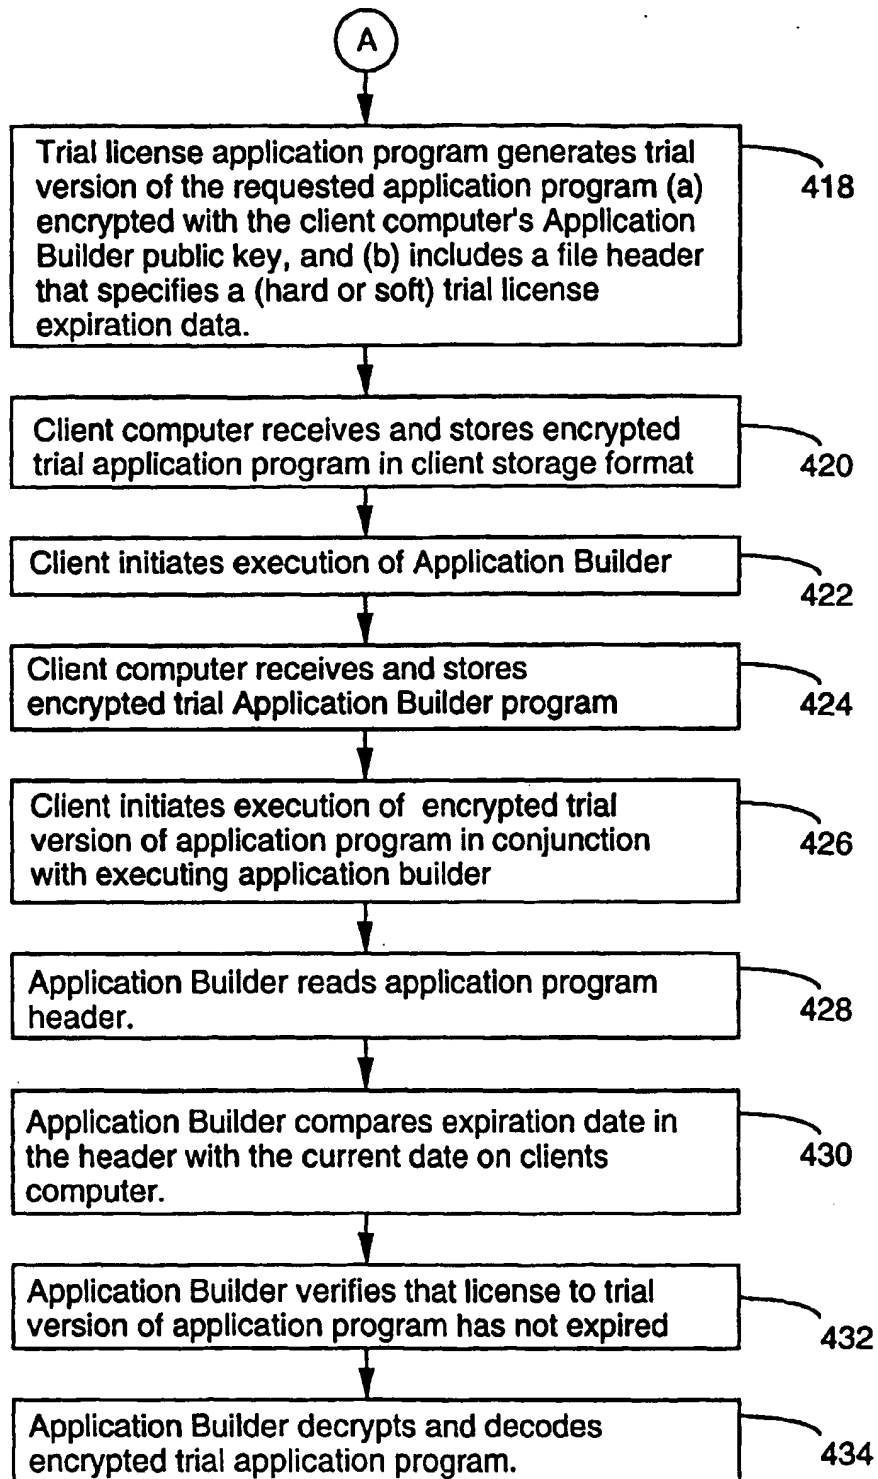 A
Trial license application program generates trial
version of the requested application program (a)
encrypted with the client computer's Application
Builder public key, and (b) includes a file header
that specifies a (hard or soft) trial license
expiration data.
418
Client computer receives and stores encrypted
trial application program in client storage format
420
Client initiates execution of Application Builder
422
Client computer receives and stores
encrypted trial Application Builder program
424
Client initiates execution of encrypted trial
version of application program in conjunction
with executing application builder
426
Application Builder reads application program
header.
428
Application Builder compares expiration date in
the header with the current date on clients
computer.
430
Application Builder verifies that license to trial
version of application program has not expired
432
Application Builder decrypts and decodes
encrypted trial application program.
434